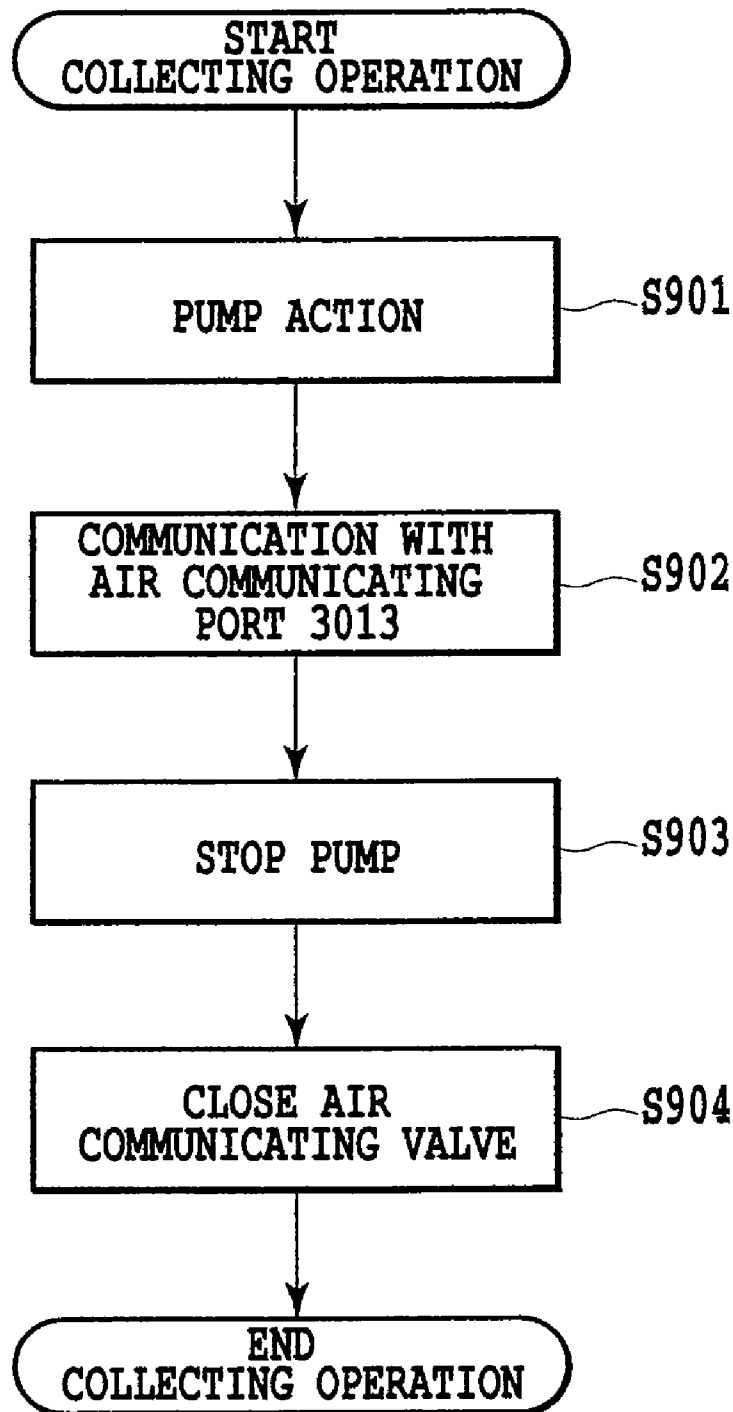 START
COLLECTING OPERATION
PUMP ACTION
S901
COMMUNICATION WITH
AIR COMMUNICATING
PORT 3013
S902
STOP PUMP
S903
CLOSE AIR
COMMUNICATING VALVE
S904
END
COLLECTING OPERATION